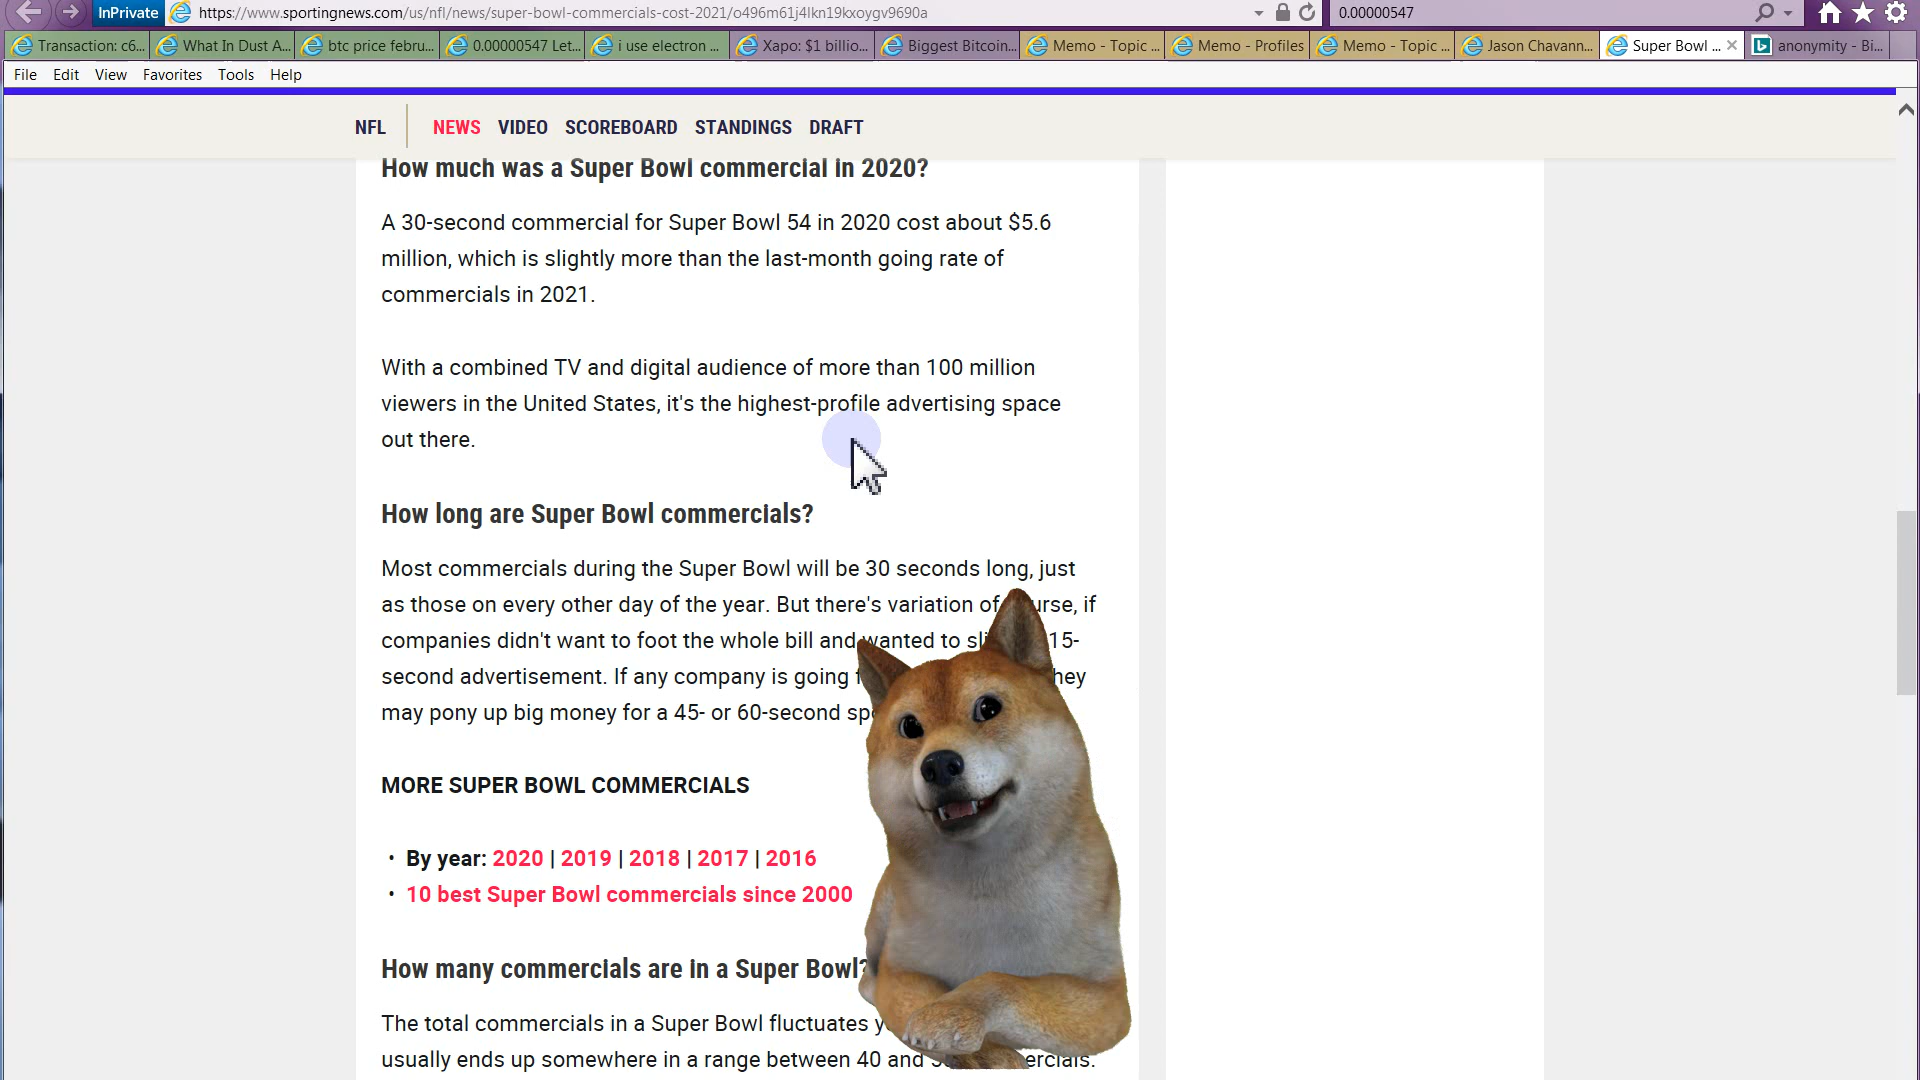 InPrivate
https://www.sportingnews.com/us/nfl/news/super-bowl-commercials-cost-2021/o496m61j4lkn19kxoygv9690a
0.00000547
Transaction: c6...
What In Dust A...
btc price febru...
0.00000547 Let...
i use electron ...
Xapo: $1 billio...
Biggest Bitcoin...
Memo - Topic ...
Memo - Profiles
Memo - Topic ...
Jason Chavann...
Super Bowl ...
anonymity - Bi...
File Edit View Favorites Tools Help
NFL NEWS VIDEO SCOREBOARD STANDINGS DRAFT
How much was a Super Bowl commercial in 2020?
A 30-second commercial for Super Bowl 54 in 2020 cost about $5.6
million, which is slightly more than the last-month going rate of
commercials in 2021.
With a combined TV and digital audience of more than 100 million
viewers in the United States, it's the highest-profile advertising space
out there.
How long are Super Bowl commercials?
Most commercials during the Super Bowl will be 30 seconds long, just
as those on every other day of the year. But there's variation of if
companies didn't want to foot the whole bill and wanted to 15-
second advertisement. If any company is going
may pony up big money for a 45- or 60-second
MORE SUPER BOWL COMMERCIALS
• By year: 2020 | 2019 | 2018 | 2017 | 2016
• 10 best Super Bowl commercials since 2000
How many commercials are in a Super Bowl?
The total commercials in a Super Bowl fluctuates
usually ends up somewhere in a range between 40 and